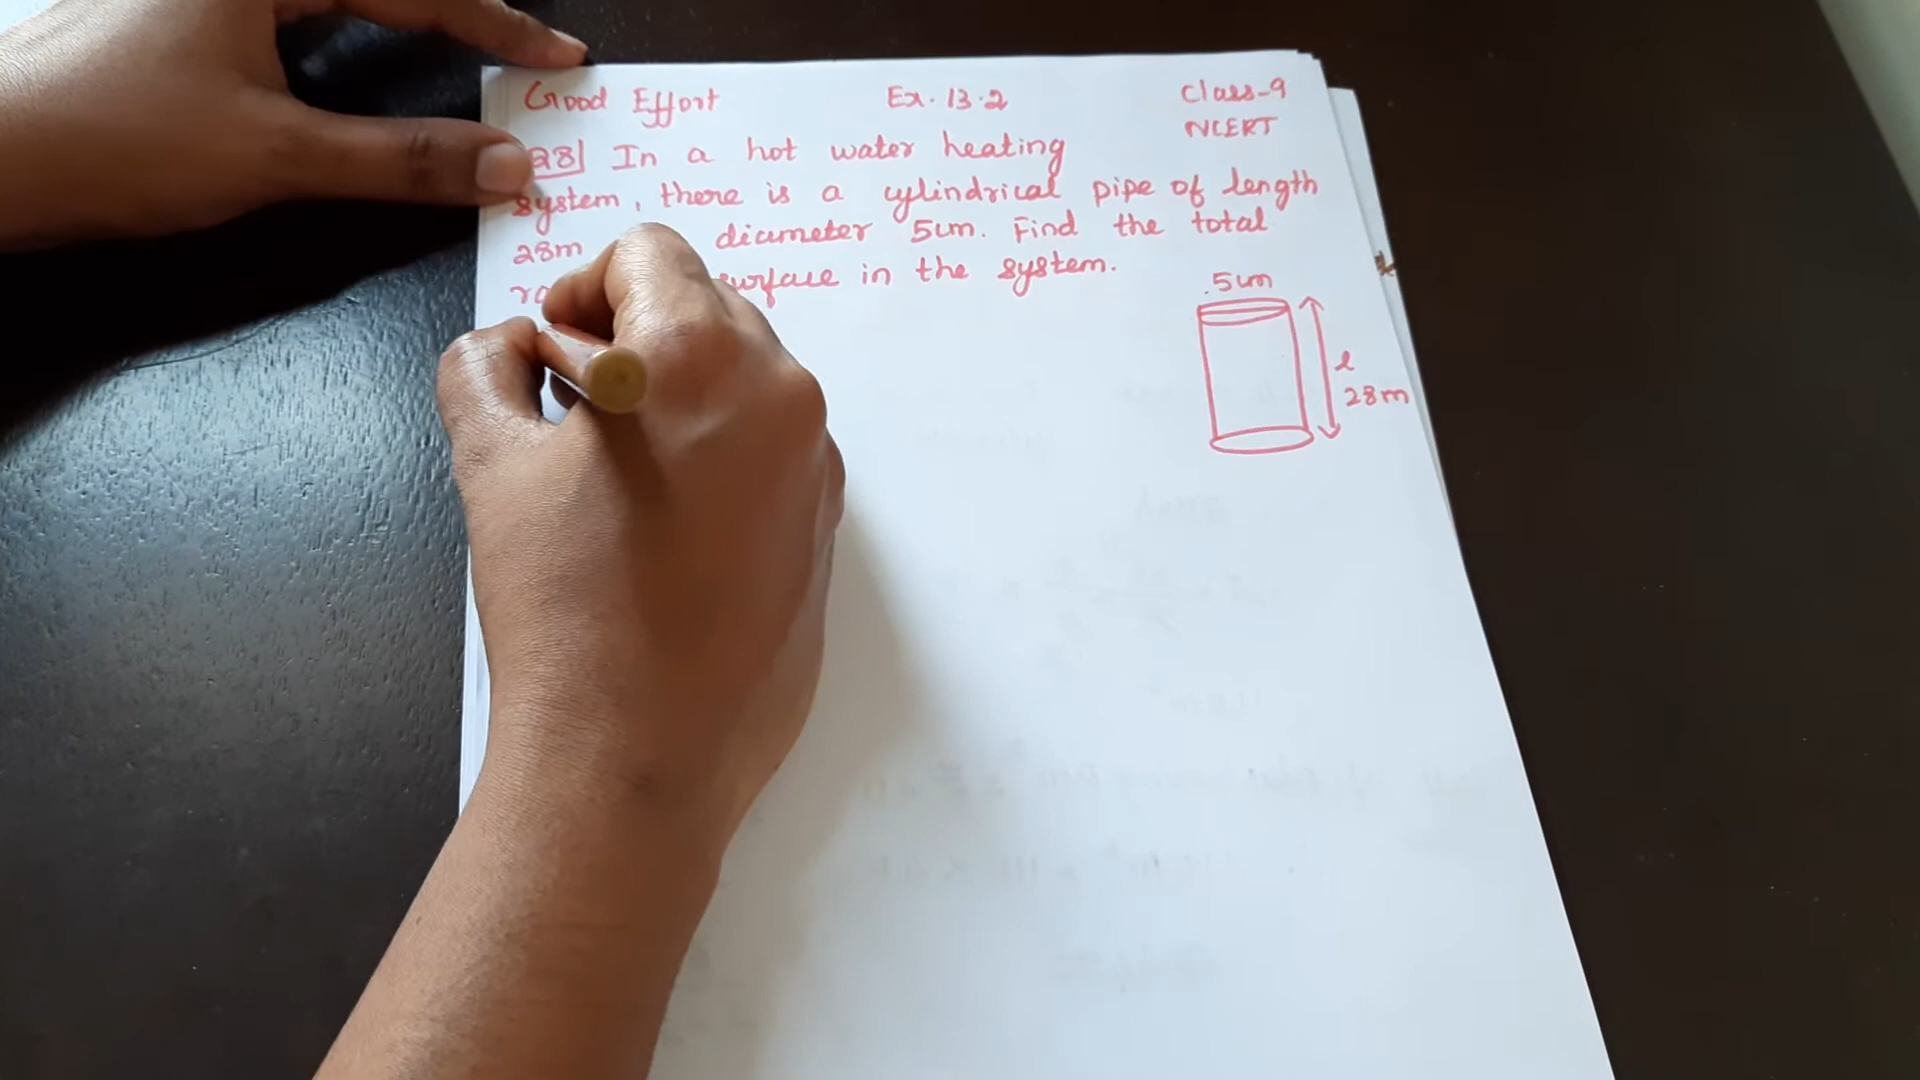 Good Effort Ex. 13.2 Class-9
NCERT
Q8] In a hot water heating
system, there is a cylindrical pipe of length
28m diameter 5cm. Find the total
surface in the system.
5cm
l
28m